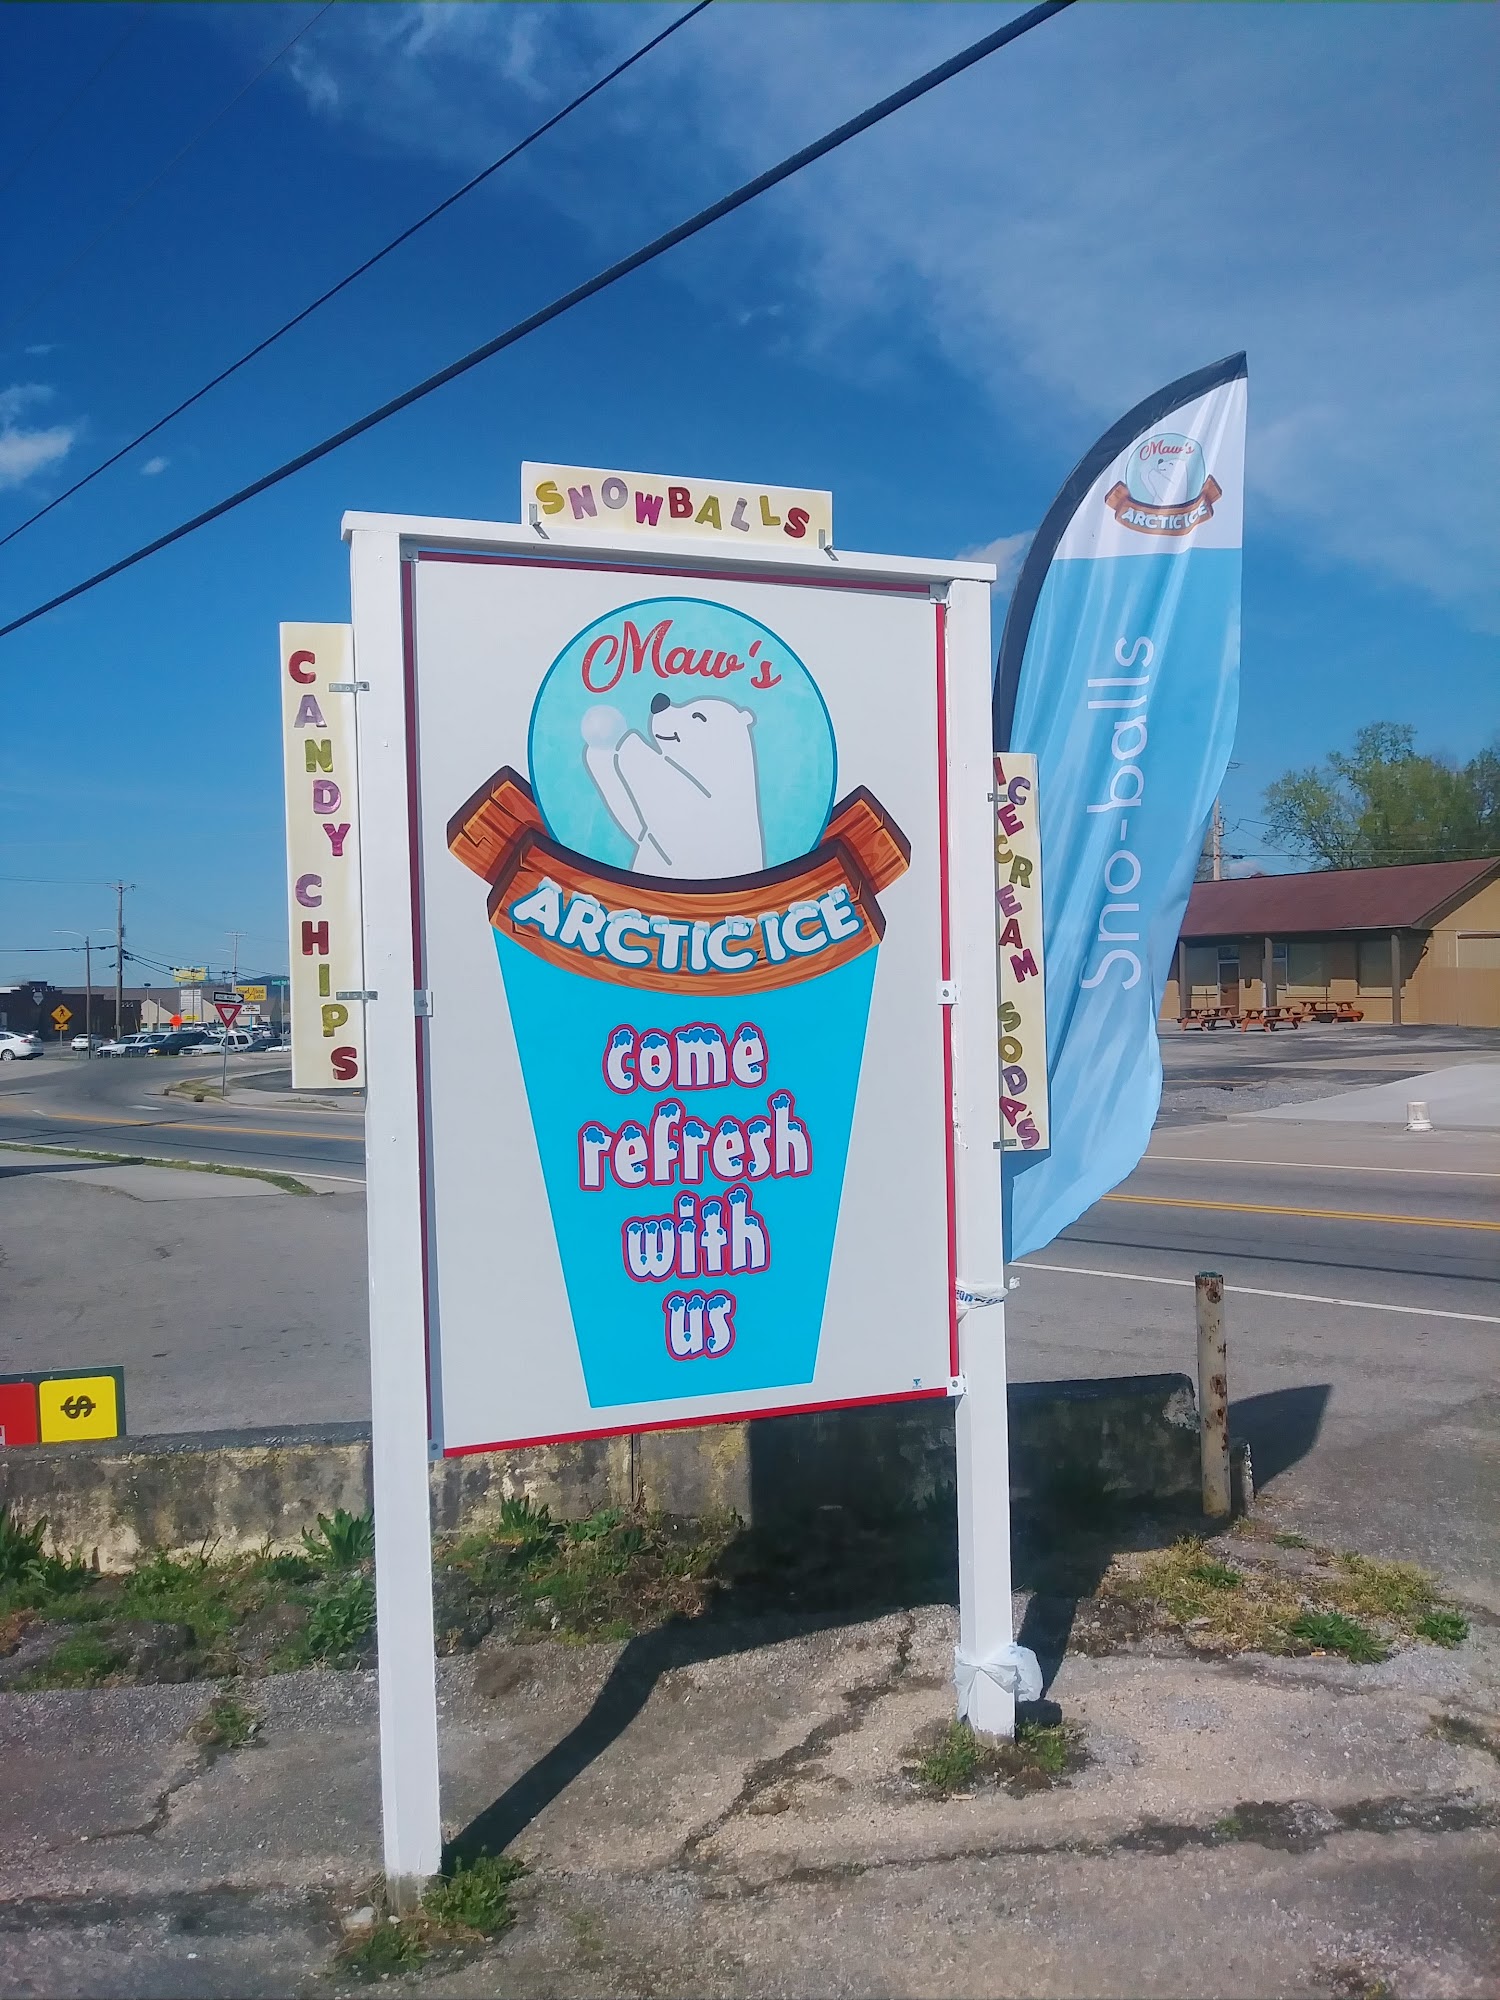 SNOWBALLS
CANDY CHIPS
Maw's
ARCTIC ICE
come
refresh
with
us
ICE CREAM SODA'S
Maw's
ARCTIC ICE
Sno-balls
$